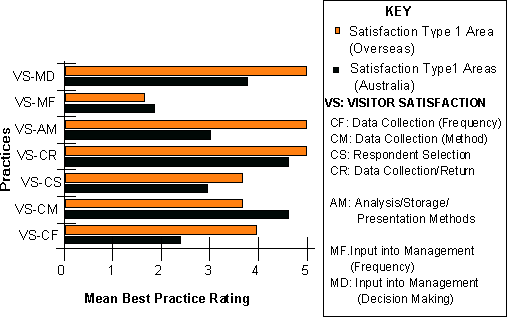 Practices
VS-MD
VS-MF
VS-AM
VS-CR
VS-CS
VS-CM
VS-CF
0
1
2
3
4
5
Mean Best Practice Rating
KEY
Satisfaction Type 1 Area
(Overseas)
Satisfaction Type1 Areas
(Australia)
VS: VISITOR SATISFACTION
CF: Data Collection (Frequency)
CM: Data Collection (Method)
CS: Respondent Selection
CR: Data Collection/Return
AM: Analysis/Storage/
Presentation Methods
MF.Input into Management
(Frequency)
MD: Input into Management
(Decision Making)